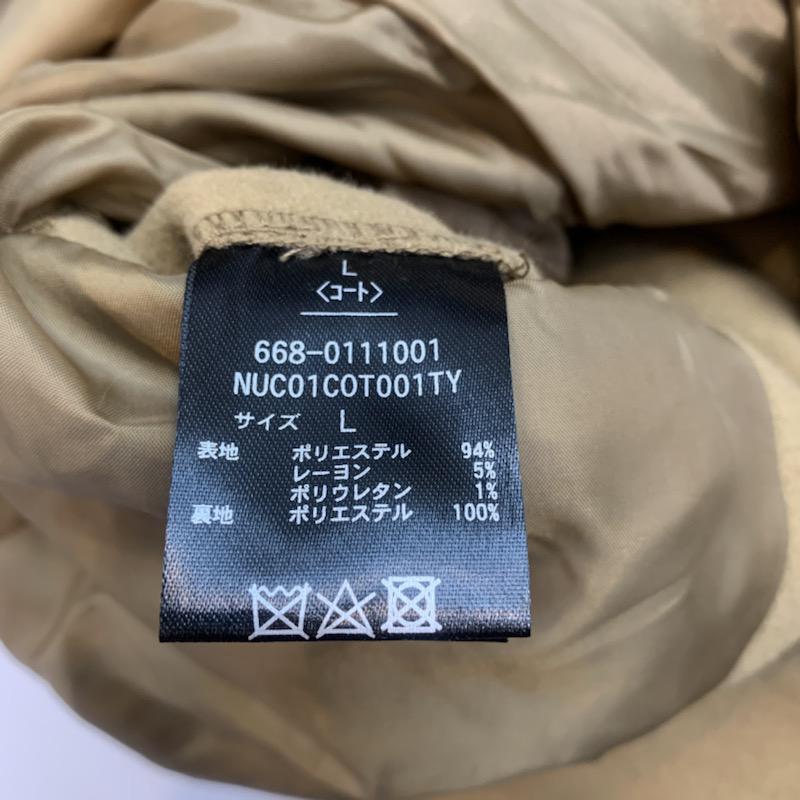 L
〈コート〉
668-0111001
NUC01COT001TY
サイズ L
表地 ポリエステル 94%
レーヨン 5%
ポリウレタン 1%
裏地 ポリエステル 100%